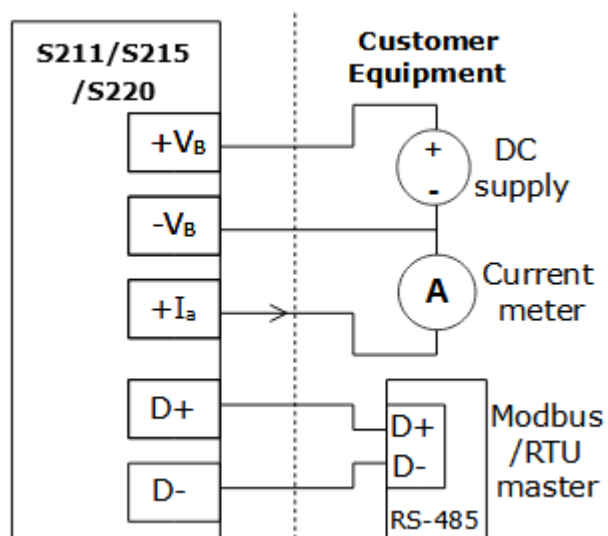 S211/S215
/S220
Customer
Equipment
+VB
-VB
+Ia
D+
D-
+
-
DC
supply
A
Current
meter
D+
D-
RS-485
Modbus
/RTU
master